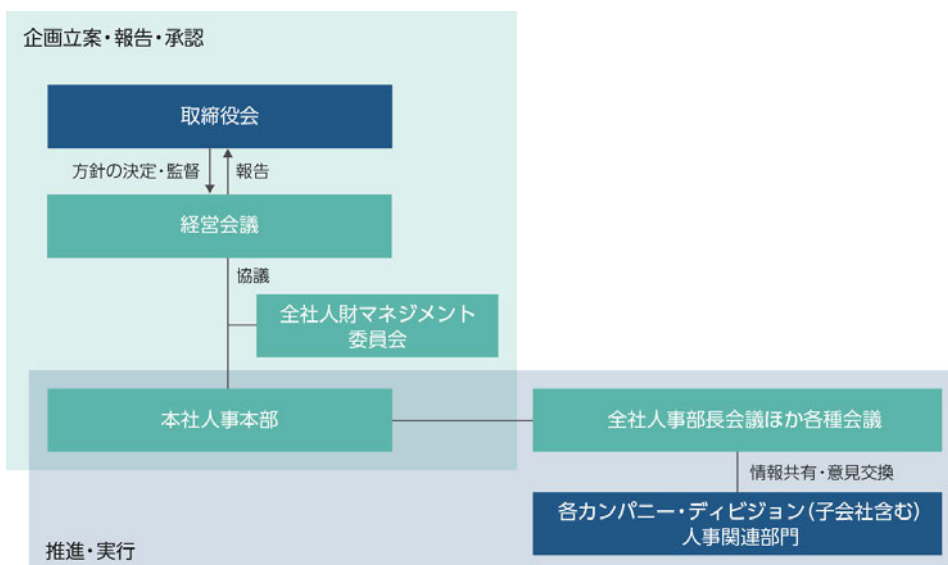 企画立案・報告・承認
取締役会
方針の決定・監督
報告
経営会議
協議
全社人財マネジメント
委員会
本社人事本部
全社人事部長会議ほか各種会議
情報共有・意見交換
各カンパニー・ディビジョン(子会社含む)
人事関連部門
推進・実行